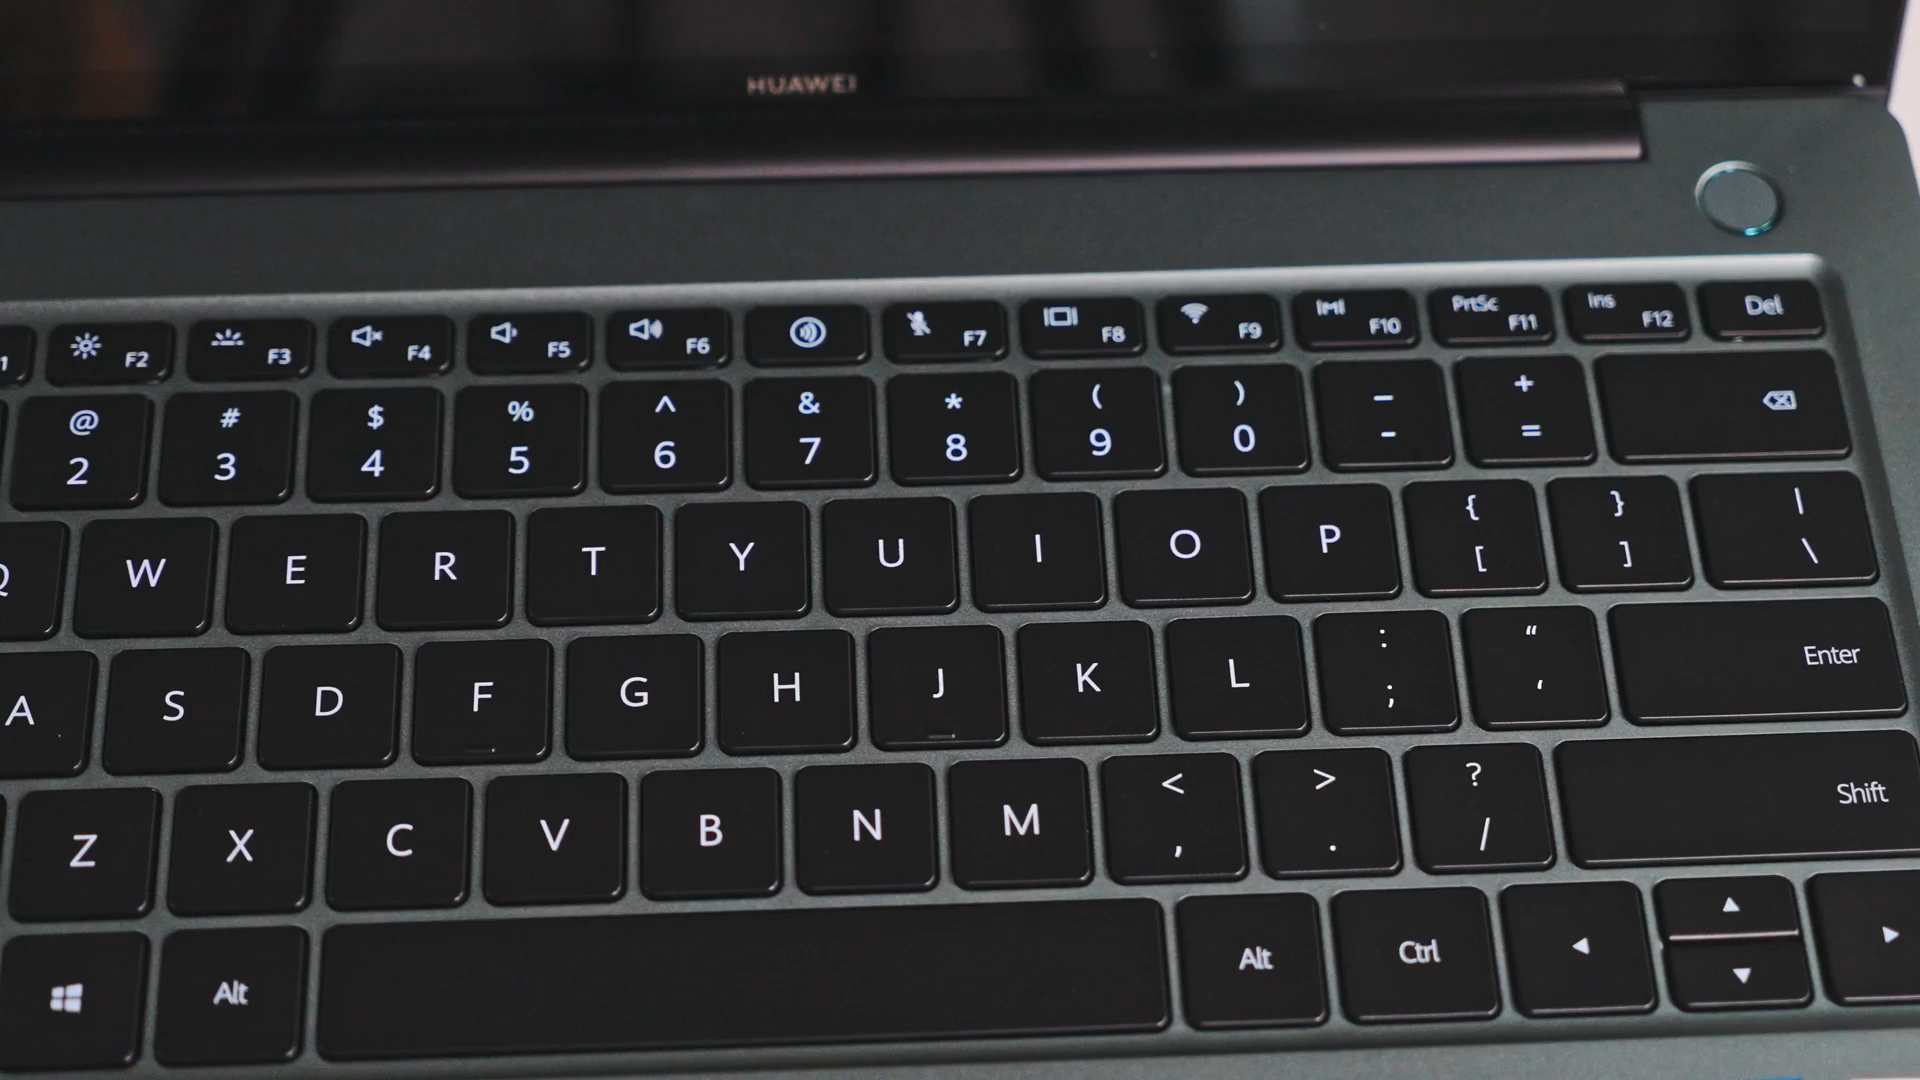 HUAWEI
1 F2 F3 F4 F5 F6 F7 F8 F9 F10 PrtSc F11 Ins F12 Del
@ # $ % ^ & * ( ) – +
2 3 4 5 6 7 8 9 0 - =
Q W E R T Y U I O P { } |
[ ] \
A S D F G H J K L : “ Enter
; ‘
Z X C V B N M < > ? Shift
, . /
Alt Alt Ctrl